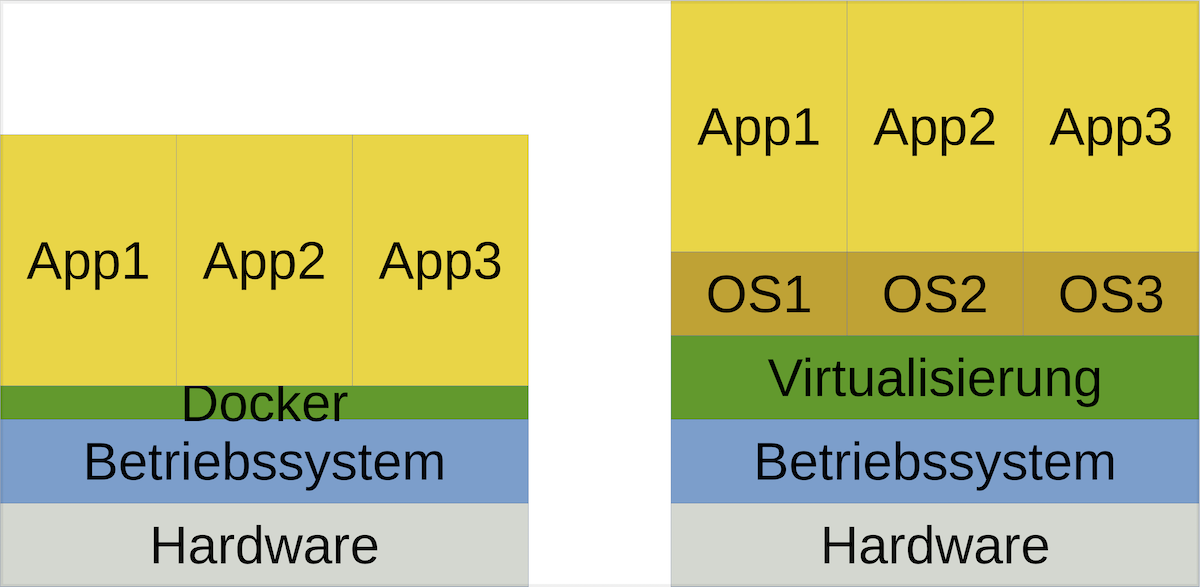 App1 App2 App3
Docker
Betriebssystem
Hardware
App1 App2 App3
OS1 OS2 OS3
Virtualisierung
Betriebssystem
Hardware